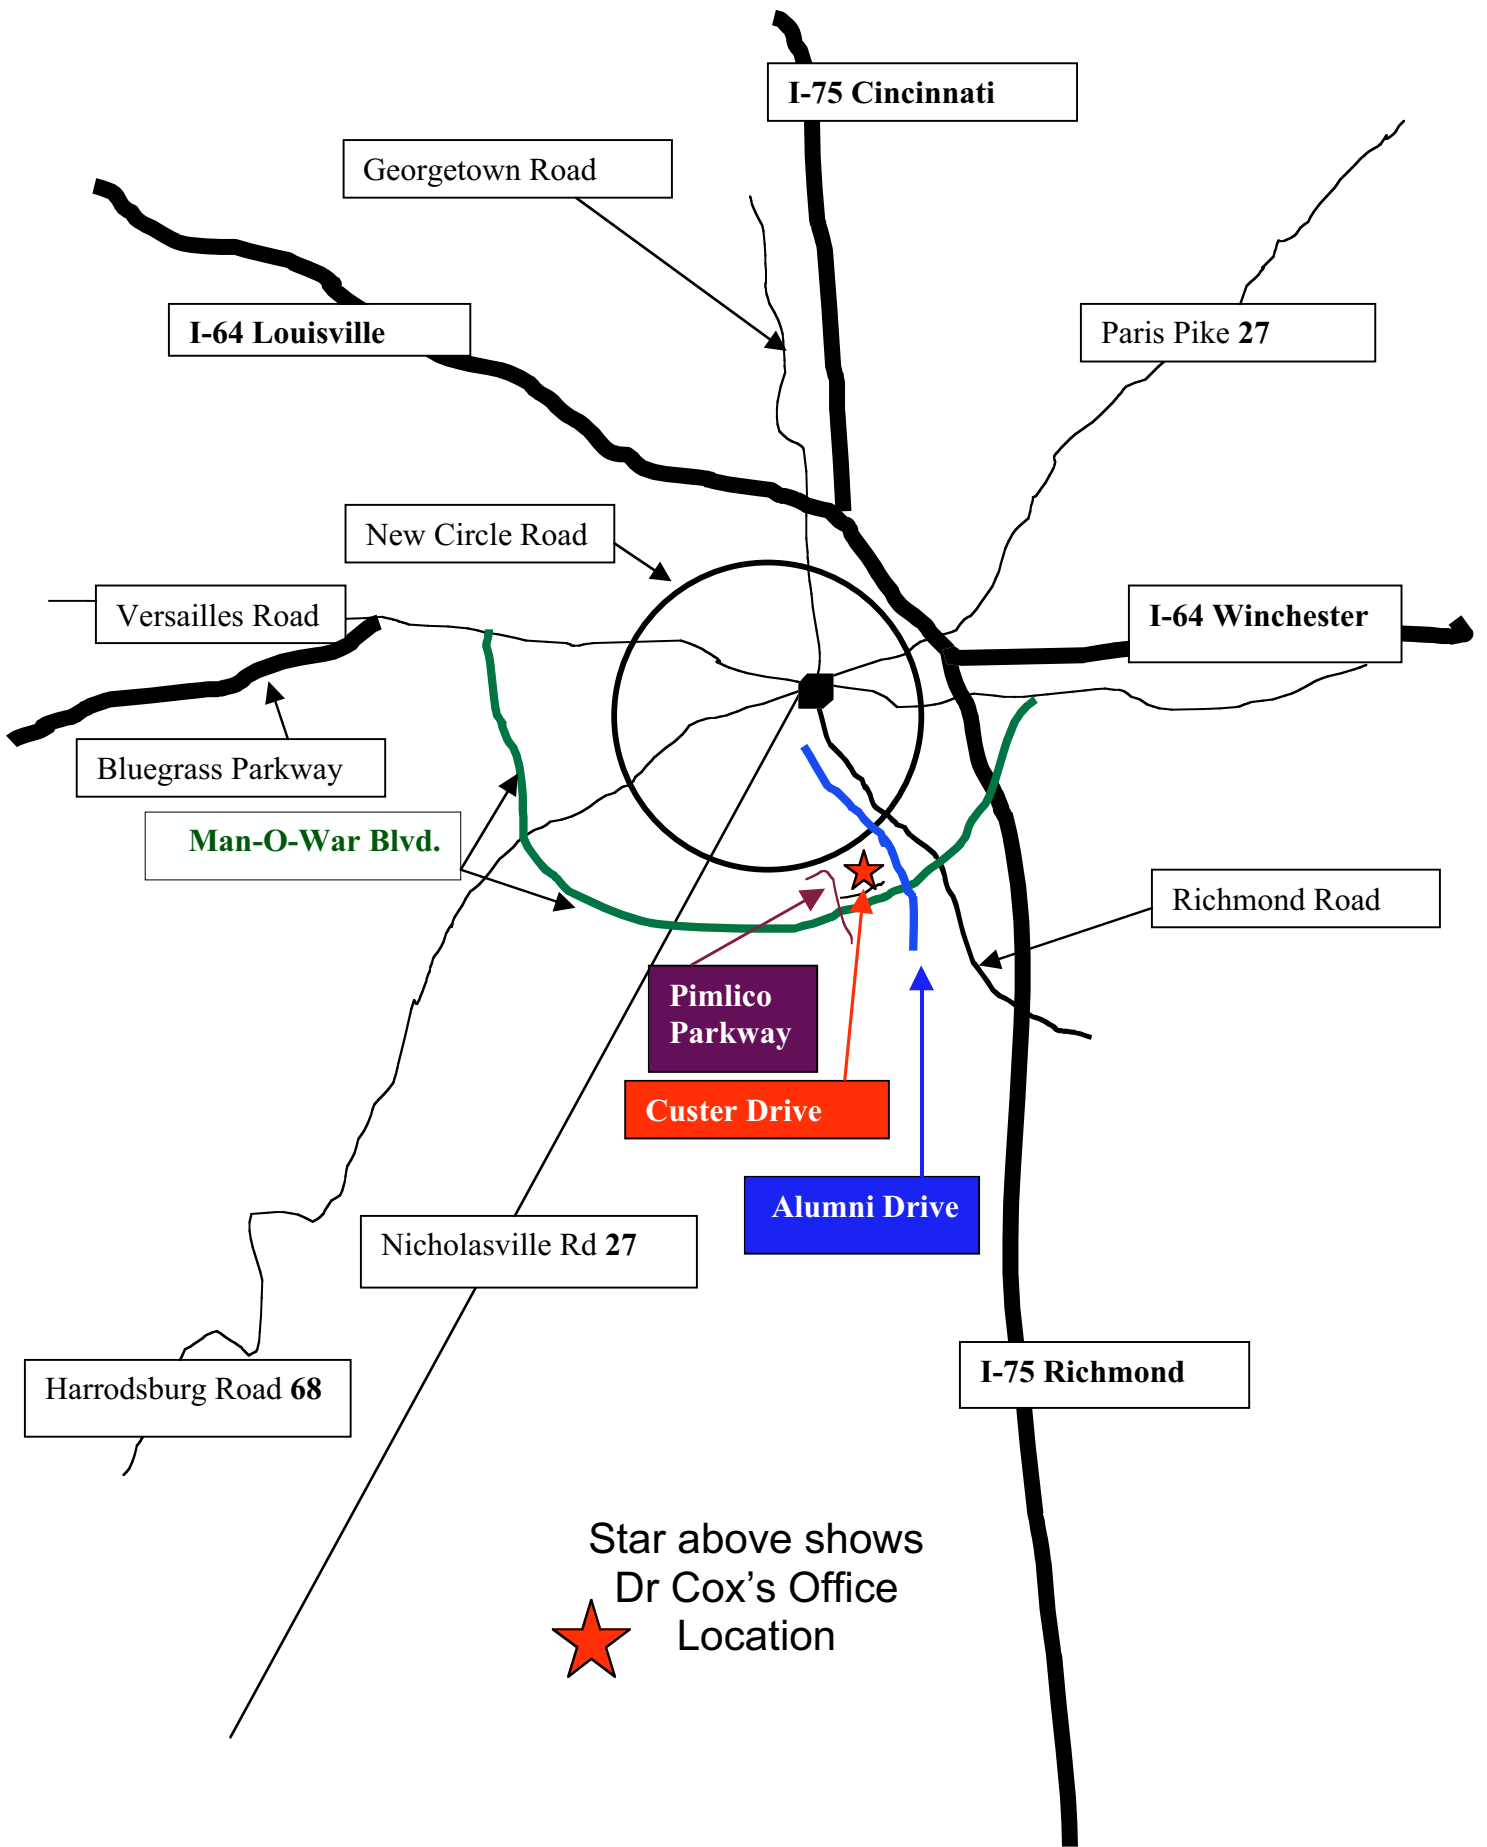 I-75 Cincinnati
Georgetown Road
I-64 Louisville
Paris Pike 27
New Circle Road
Versailles Road
I-64 Winchester
Bluegrass Parkway
Man-O-War Blvd.
Richmond Road
Pimlico
Parkway
Custer Drive
Alumni Drive
Nicholasville Rd 27
I-75 Richmond
Harrodsburg Road 68
Star above shows
Dr Cox's Office
Location